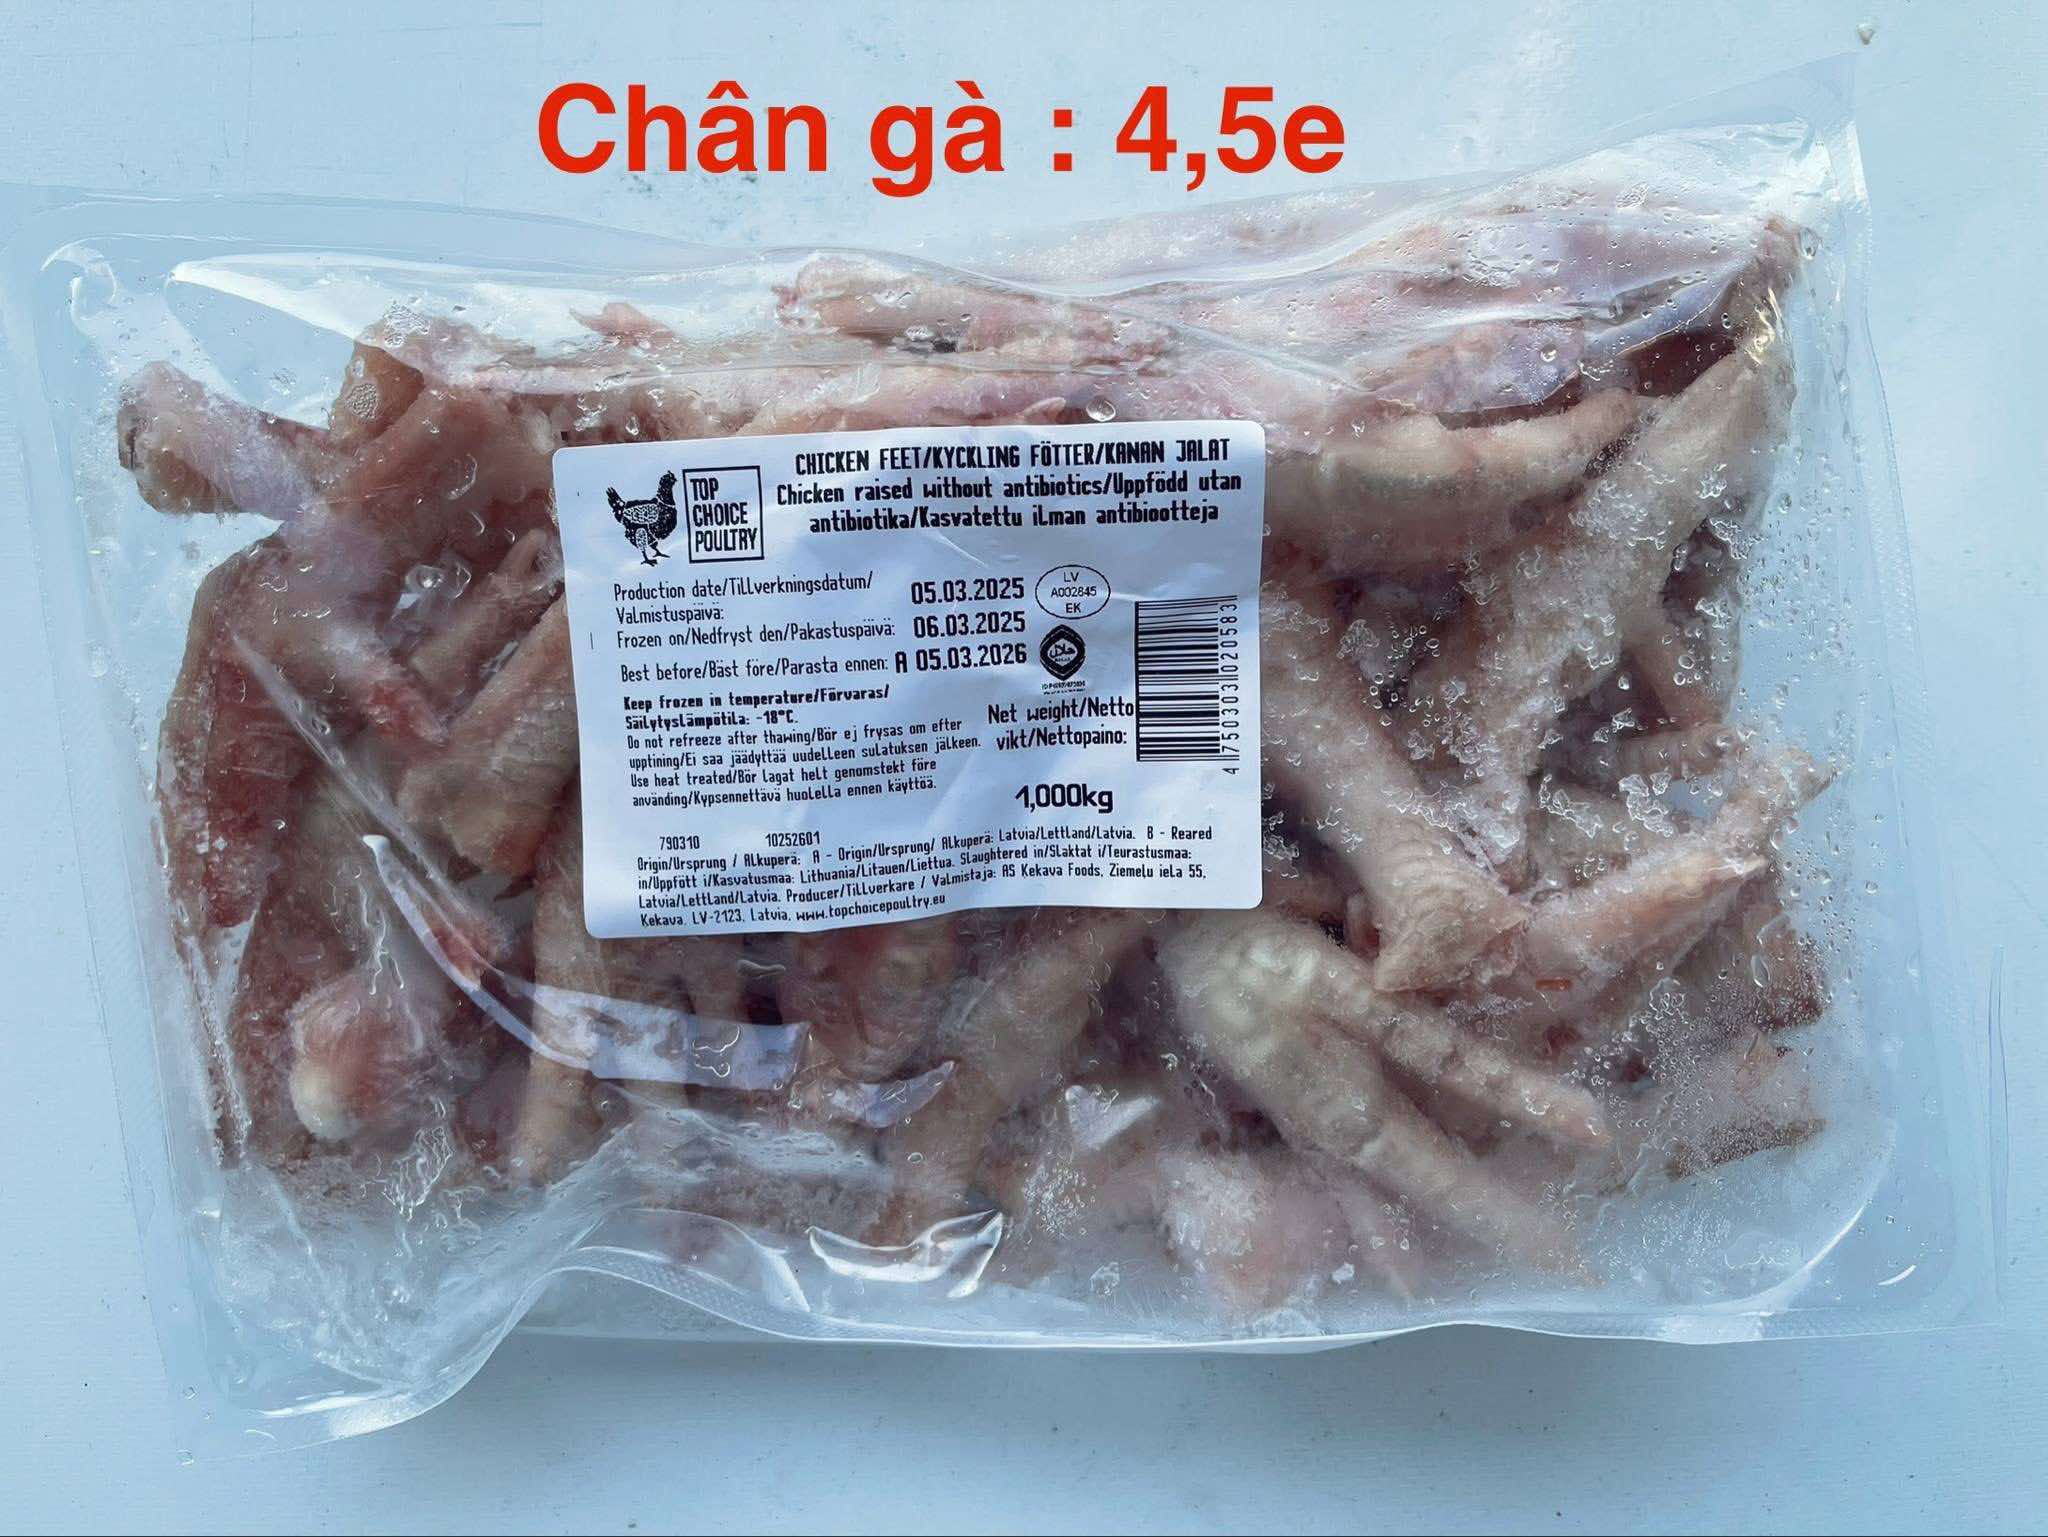 Chân gà : 4,5e
CHICKEN FEET/KYCKLING FÖTTER/KANAN JALAT
Chicken raised without antibiotics/Uppfödd utan
antibiotika/Kasvatettu ilman antibiootteja
TOP
CHOICE
POULTRY
Production date/Tillverkningsdatum/
Valmistuspäivä: 05.03.2025
Frozen on/Nedfryst den/Pakastuspäivä: 06.03.2025
Best before/Bäst före/Parasta ennen: A 05.03.2026
LV
A002845
EK
Keep frozen in temperature/Förvaras/
Säilytyslämpötila: -18°C.
Do not refreeze after thawing/Bör ej frysas om efter
upptining/Ei saa jäädyttää uudelleen sulatuksen jälkeen.
Use heat treated/Bör lagat helt genomstekt före
använding/Kypsennettävä huolella ennen käyttöä.
Net weight/Netto
vikt/Nettopaino:
1,000kg
4 750303 020583
790310 10252601
Origin/Ursprung / Alkuperä: A - Origin/Ursprung/ Alkuperä: Latvia/Lettland/Latvia. B - Reared
in/Uppfött i/Kasvatusmaa: Lithuania/Litauen/Liettua. Slaughtered in/Slaktat i/Teurastusmaa:
Latvia/Lettland/Latvia. Producer/Tillverkare / Valmistaja: AS Kekava Foods, Ziemeļu iela 55,
Kekava, LV-2123, Latvia, www.topchoicepoultry.eu